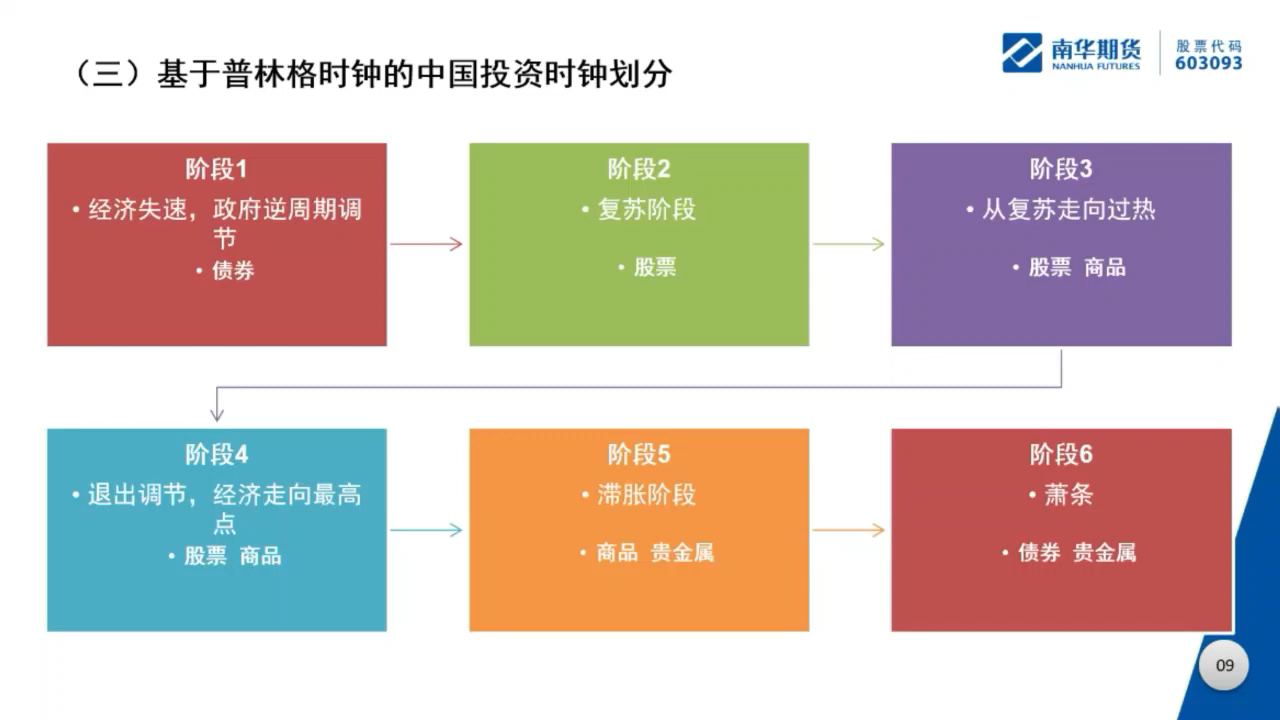 （三）基于普林格时钟的中国投资时钟划分
南华期货
NANHUA FUTURES
股票代码
603093
阶段1
• 经济失速，政府逆周期调
节
• 债券
阶段2
• 复苏阶段
• 股票
阶段3
• 从复苏走向过热
• 股票 商品
阶段4
• 退出调节，经济走向最高
点
• 股票 商品
阶段5
• 滞胀阶段
• 商品 贵金属
阶段6
• 萧条
• 债券 贵金属
09